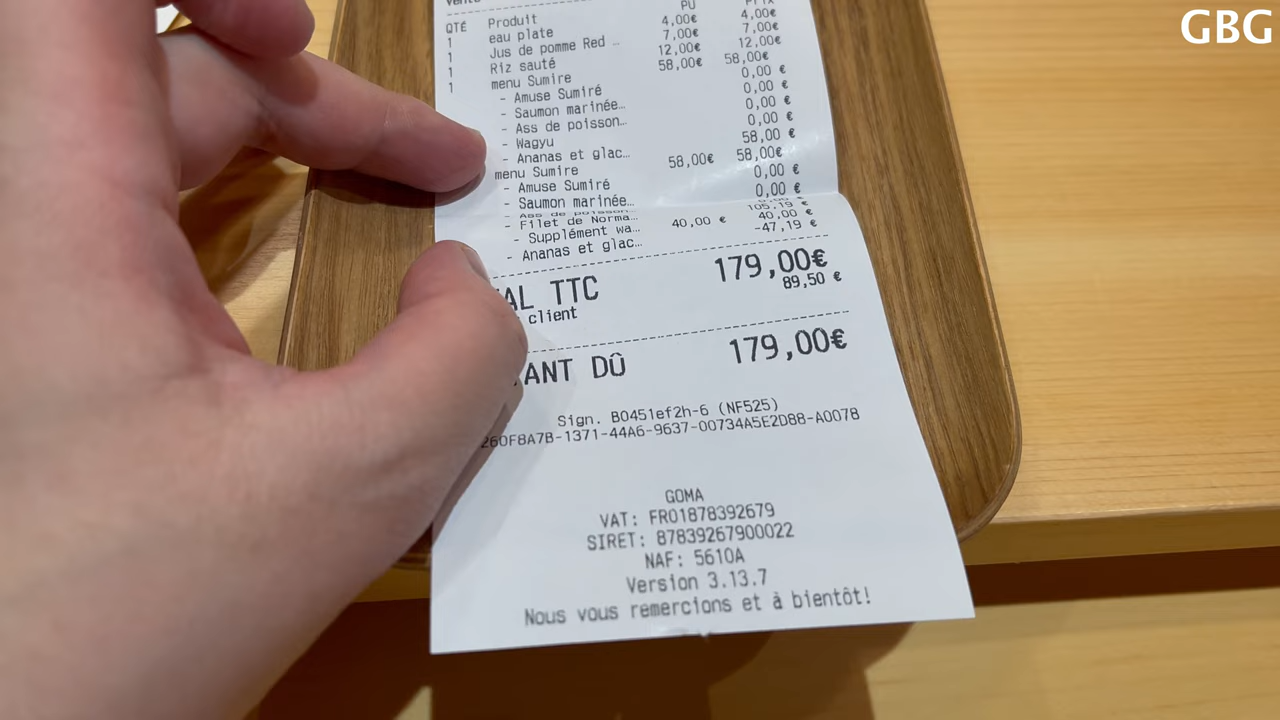 GBG
QTÉ Produit PU Prix
1 eau plate 4,00€ 4,00€
1 Jus de pomme Red … 7,00€ 7,00€
1 Riz sauté 12,00€ 12,00€
1 menu Sumire 58,00€ 58,00€
- Amuse Sumiré 0,00 €
- Saumon marinée… 0,00 €
- Ass de poisson… 0,00 €
- Wagyu 0,00 €
- Ananas et glac… 58,00 €
menu Sumire 58,00€ 58,00€
- Amuse Sumiré 0,00 €
- Saumon marinée… 0,00 €
- Ass de poisson…
- Filet de Norma… 105,19 €
- Supplément wa… 40,00 € 40,00 €
- Ananas et glac… -47,19 €
AL TTC 179,00€
client 89,50 €
TANT DÛ 179,00€
Sign. B0451ef2h-6 (NF525)
260F8A7B-1371-44A6-9637-00734A5E2D88-A0078
GOMA
VAT: FR01878392679
SIRET: 87839267900022
NAF: 5610A
Version 3.13.7
Nous vous remercions et à bientôt!